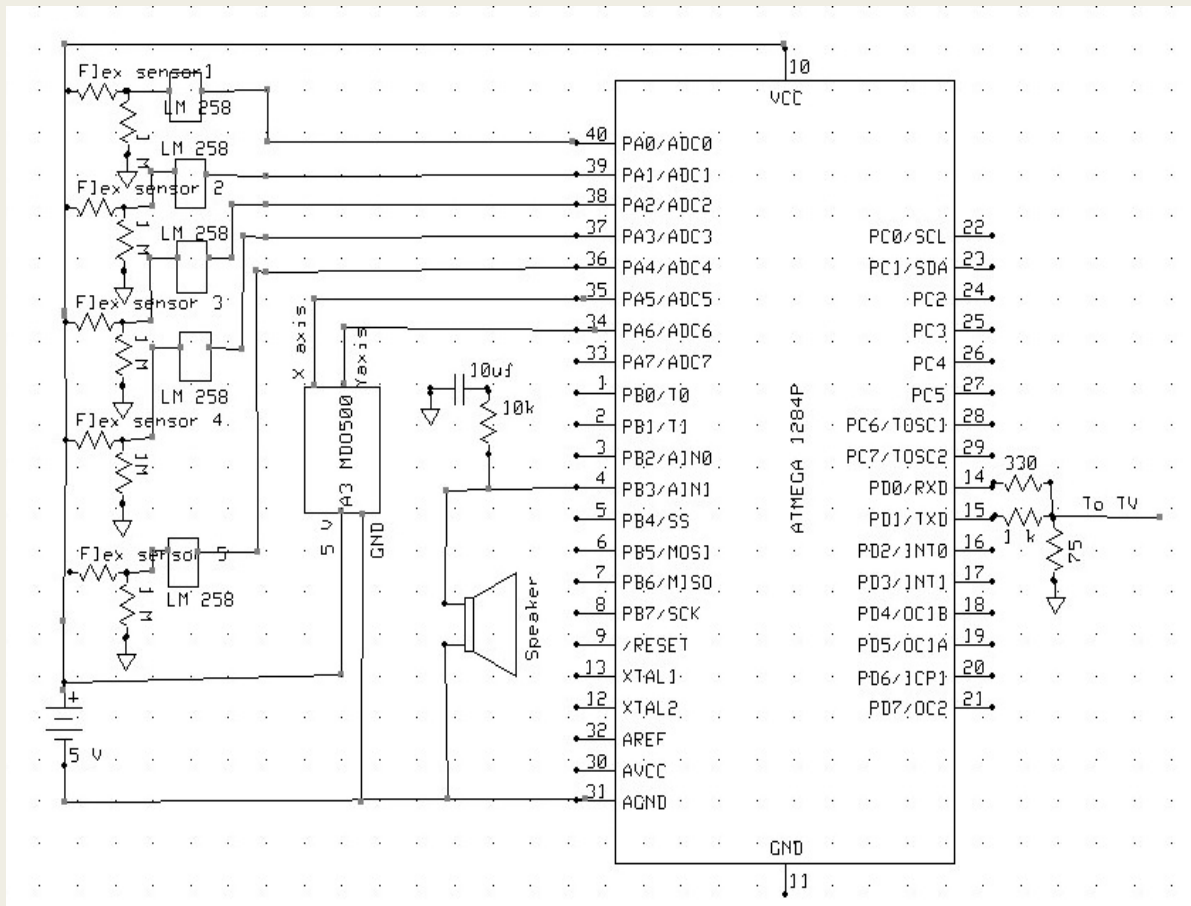 10
VCC
Flex sensor1
LM 258
1 M
LM 258
Flex sensor 2
1 M
LM 258
Flex sensor 3
1 M
LM 258
Flex sensor 4
1M
Flex sensor 5
LM 258
1 M
+
5 V
X axis
Yaxis
A3 MDO500
5 V
GND
10uf
10k
Speaker
40 PA0/ADC0
39 PA1/ADC1
38 PA2/ADC2
37 PA3/ADC3
36 PA4/ADC4
35 PA5/ADC5
34 PA6/ADC6
33 PA7/ADC7
1 PB0/T0
2 PB1/T1
3 PB2/AIN0
4 PB3/AIN1
5 PB4/SS
6 PB5/MOSI
7 PB6/MISO
8 PB7/SCK
9 /RESET
13 XTAL1
12 XTAL2
32 AREF
30 AVCC
31 AGND
ATMEGA 1284P
PC0/SCL 22
PC1/SDA 23
PC2 24
PC3 25
PC4 26
PC5 27
PC6/TOSC1 28
PC7/TOSC2 29
PD0/RXD 14
PD1/TXD 15
PD2/INT0 16
PD3/INT1 17
PD4/OC1B 18
PD5/OC1A 19
PD6/ICP1 20
PD7/OC2 21
330
To TV
1 k
75
GND
11